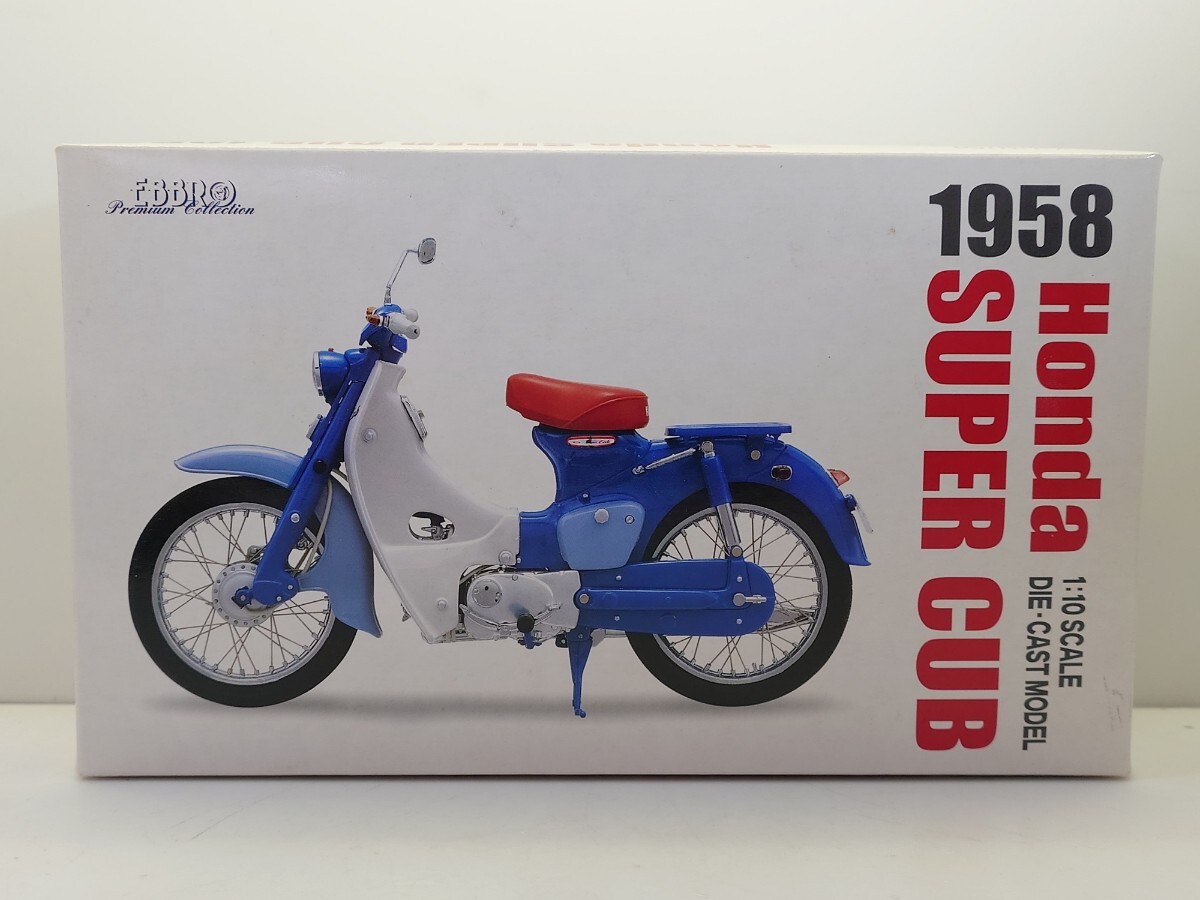 EBBRO
Premium Collection
1958
Honda
SUPER CUB
1:10 SCALE
DIE-CAST MODEL